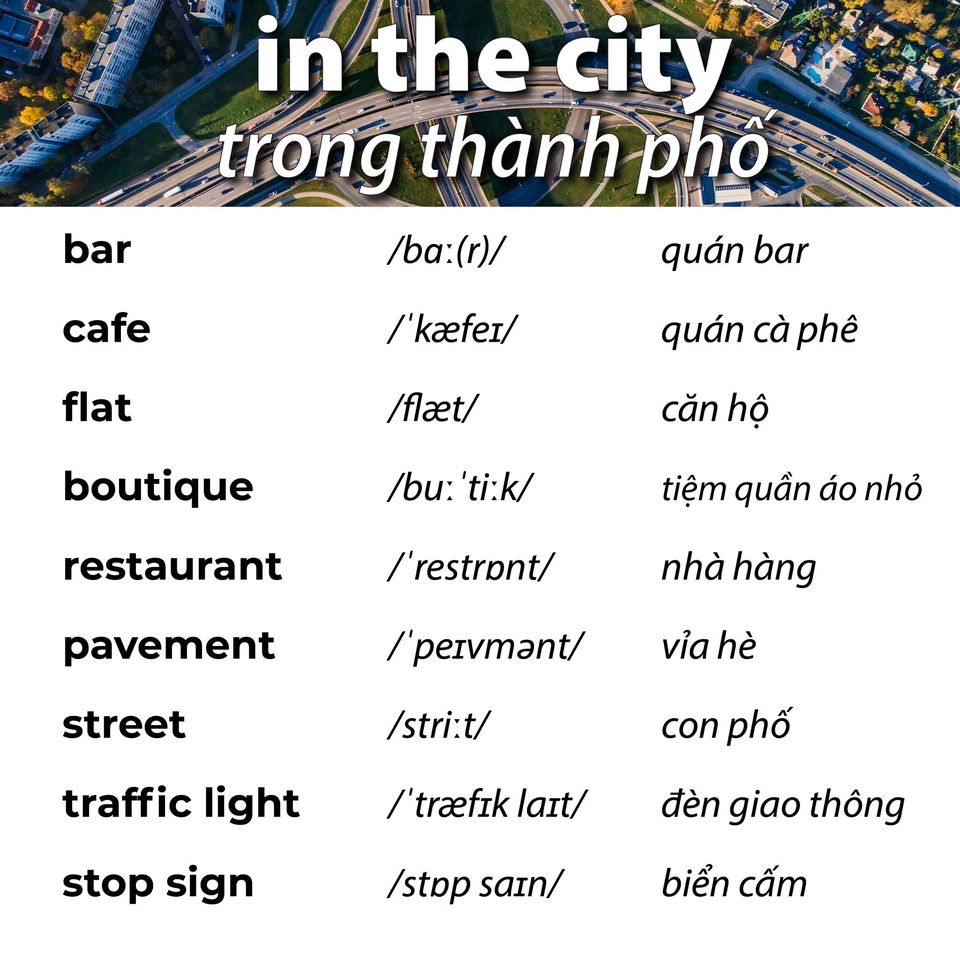 in the city
trong thành phố
bar /bɑː(r)/ quán bar
cafe /ˈkæfeɪ/ quán cà phê
flat /flæt/ căn hộ
boutique /buːˈtiːk/ tiệm quần áo nhỏ
restaurant /ˈrestrɒnt/ nhà hàng
pavement /ˈpeɪvmənt/ vỉa hè
street /striːt/ con phố
traffic light /ˈtræfɪk laɪt/ đèn giao thông
stop sign /stɒp saɪn/ biển cấm